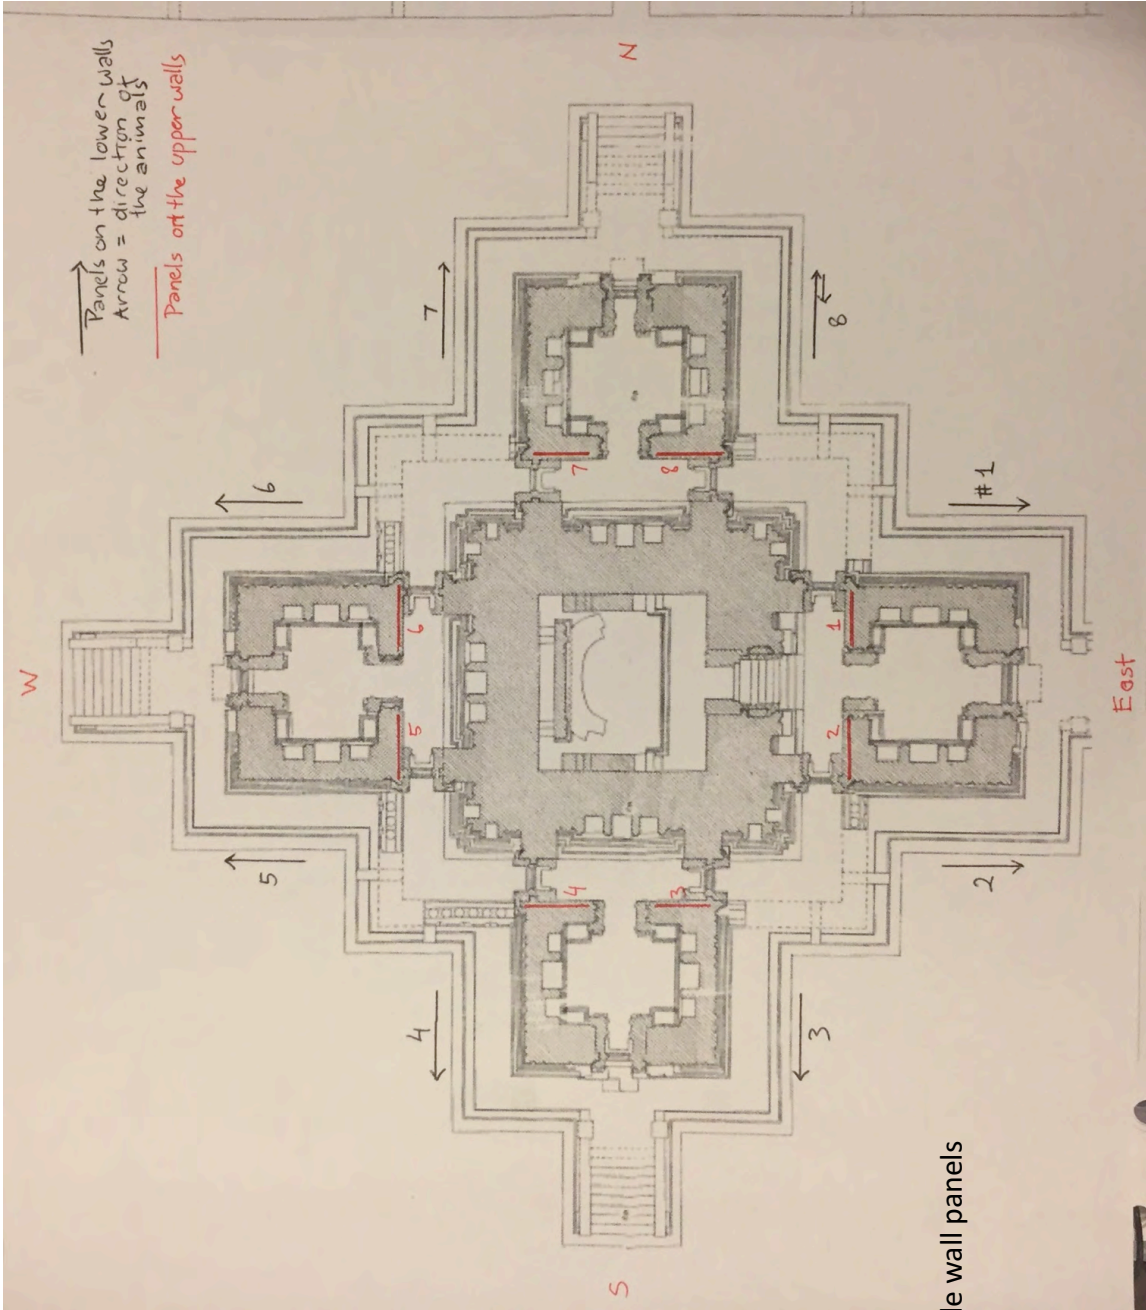 Panels on the lower walls
Arrow = direction of
the animals
Panels on the upper walls
N
W
S
East
7
8
6
#1
5
2
4
3
7
8
6
1
5
2
4
3
le wall panels